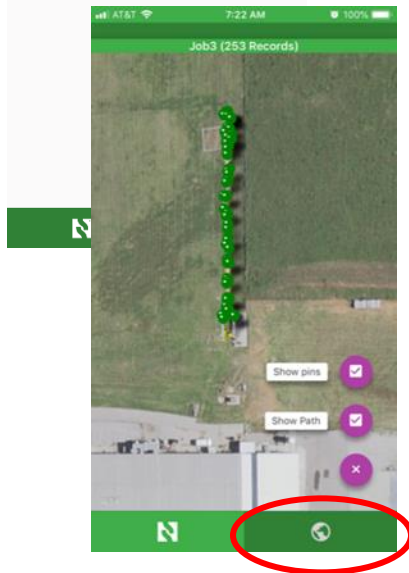 AT&T 7:22 AM 100%
Job3 (253 Records)
Show pins
Show Path